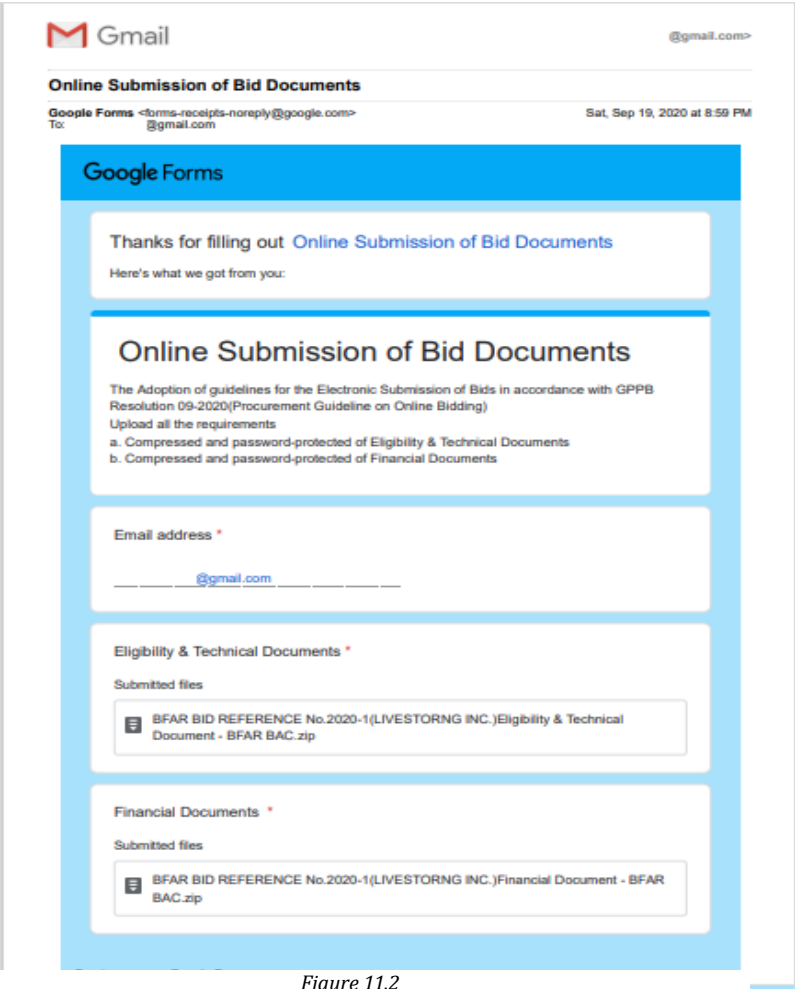 Gmail
@gmail.com>
Online Submission of Bid Documents
Google Forms <forms-receipts-noreply@google.com>
Sat, Sep 19, 2020 at 8:59 PM
To: @gmail.com
Google Forms
Thanks for filling out Online Submission of Bid Documents
Here's what we got from you:
Online Submission of Bid Documents
The Adoption of guidelines for the Electronic Submission of Bids in accordance with GPPB
Resolution 09-2020(Procurement Guideline on Online Bidding)
Upload all the requirements
a. Compressed and password-protected of Eligibility & Technical Documents
b. Compressed and password-protected of Financial Documents
Email address *
@gmail.com
Eligibility & Technical Documents *
Submitted files
BFAR BID REFERENCE No.2020-1(LIVESTORNG INC.)Eligibility & Technical
Document - BFAR BAC.zip
Financial Documents *
Submitted files
BFAR BID REFERENCE No.2020-1(LIVESTORNG INC.)Financial Document - BFAR
BAC.zip
Figure 11.2